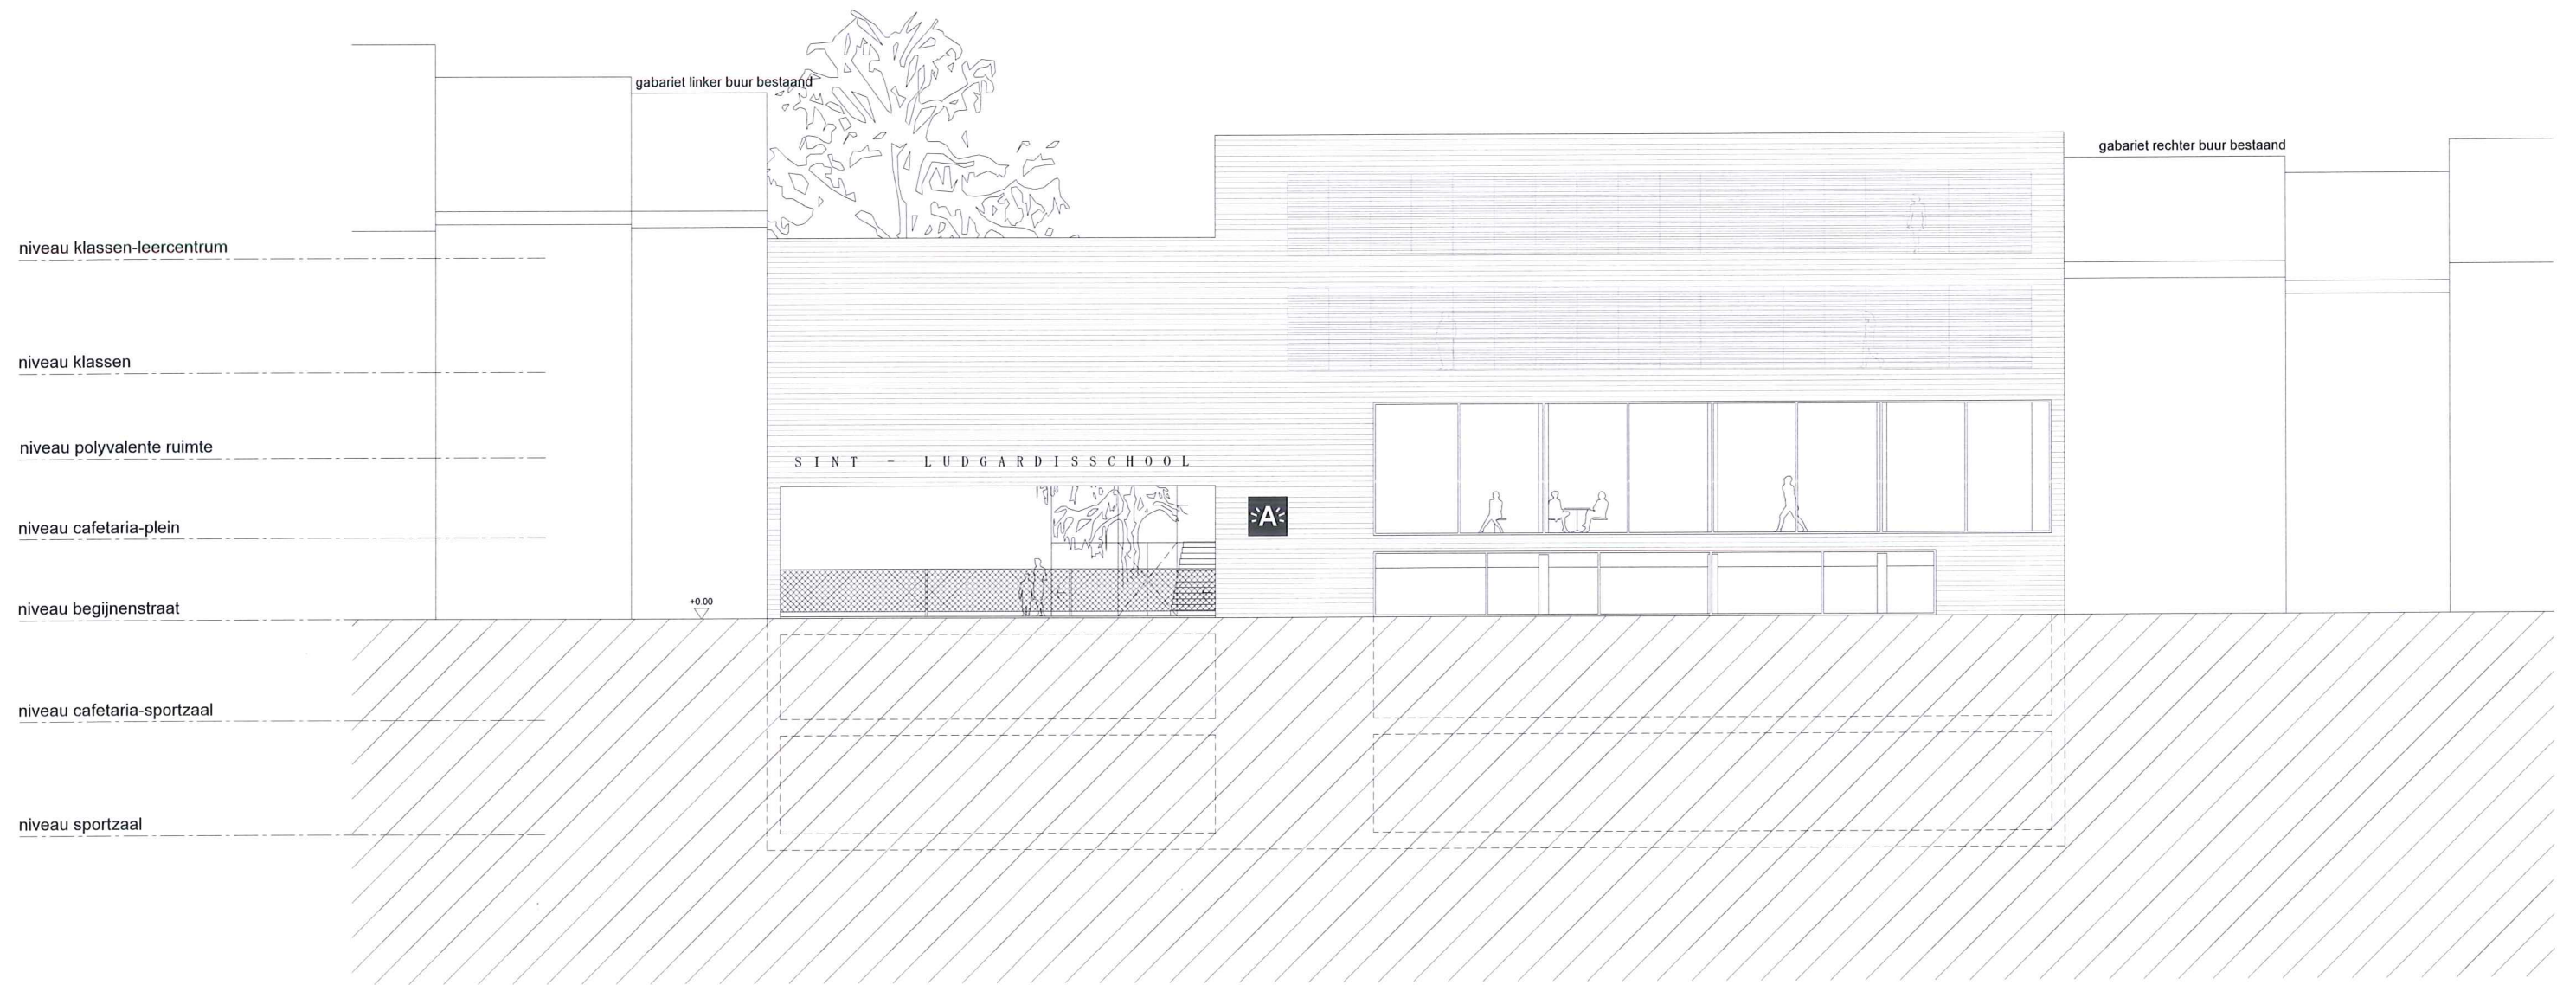 gabariet linker buur bestaand
gabariet rechter buur bestaand
niveau klassen-leercentrum
niveau klassen
niveau polyvalente ruimte
SINT - LUDGARDISSCHOOL
niveau cafetaria-plein
A
niveau begijnenstraat
+0.00
niveau cafetaria-sportzaal
niveau sportzaal